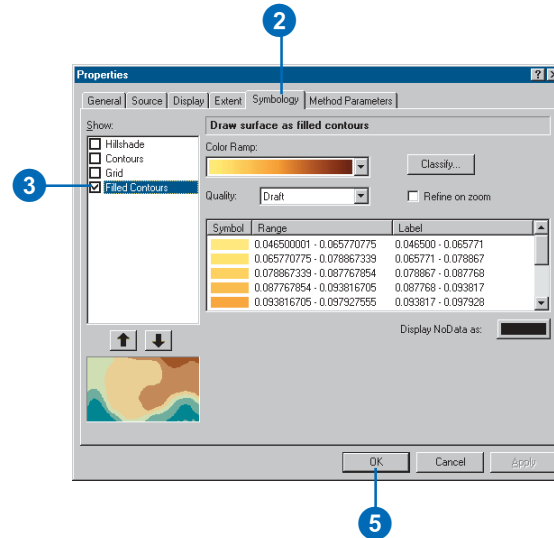 2
Properties
? X
General Source Display Extent Symbology Method Parameters
Show:
Draw surface as filled contours
Hillshade
Contours
Grid
3
Filled Contours
Color Ramp:
Classify...
Quality: Draft
Refine on zoom
Symbol Range Label
0.046500001 - 0.065770775 0.046500 - 0.065771
0.065770775 - 0.078867339 0.065771 - 0.078867
0.078867339 - 0.087767854 0.078867 - 0.087768
0.087767854 - 0.093816705 0.087768 - 0.093817
0.093816705 - 0.097927555 0.093817 - 0.097928
Display NoData as:
OK Cancel Apply
5